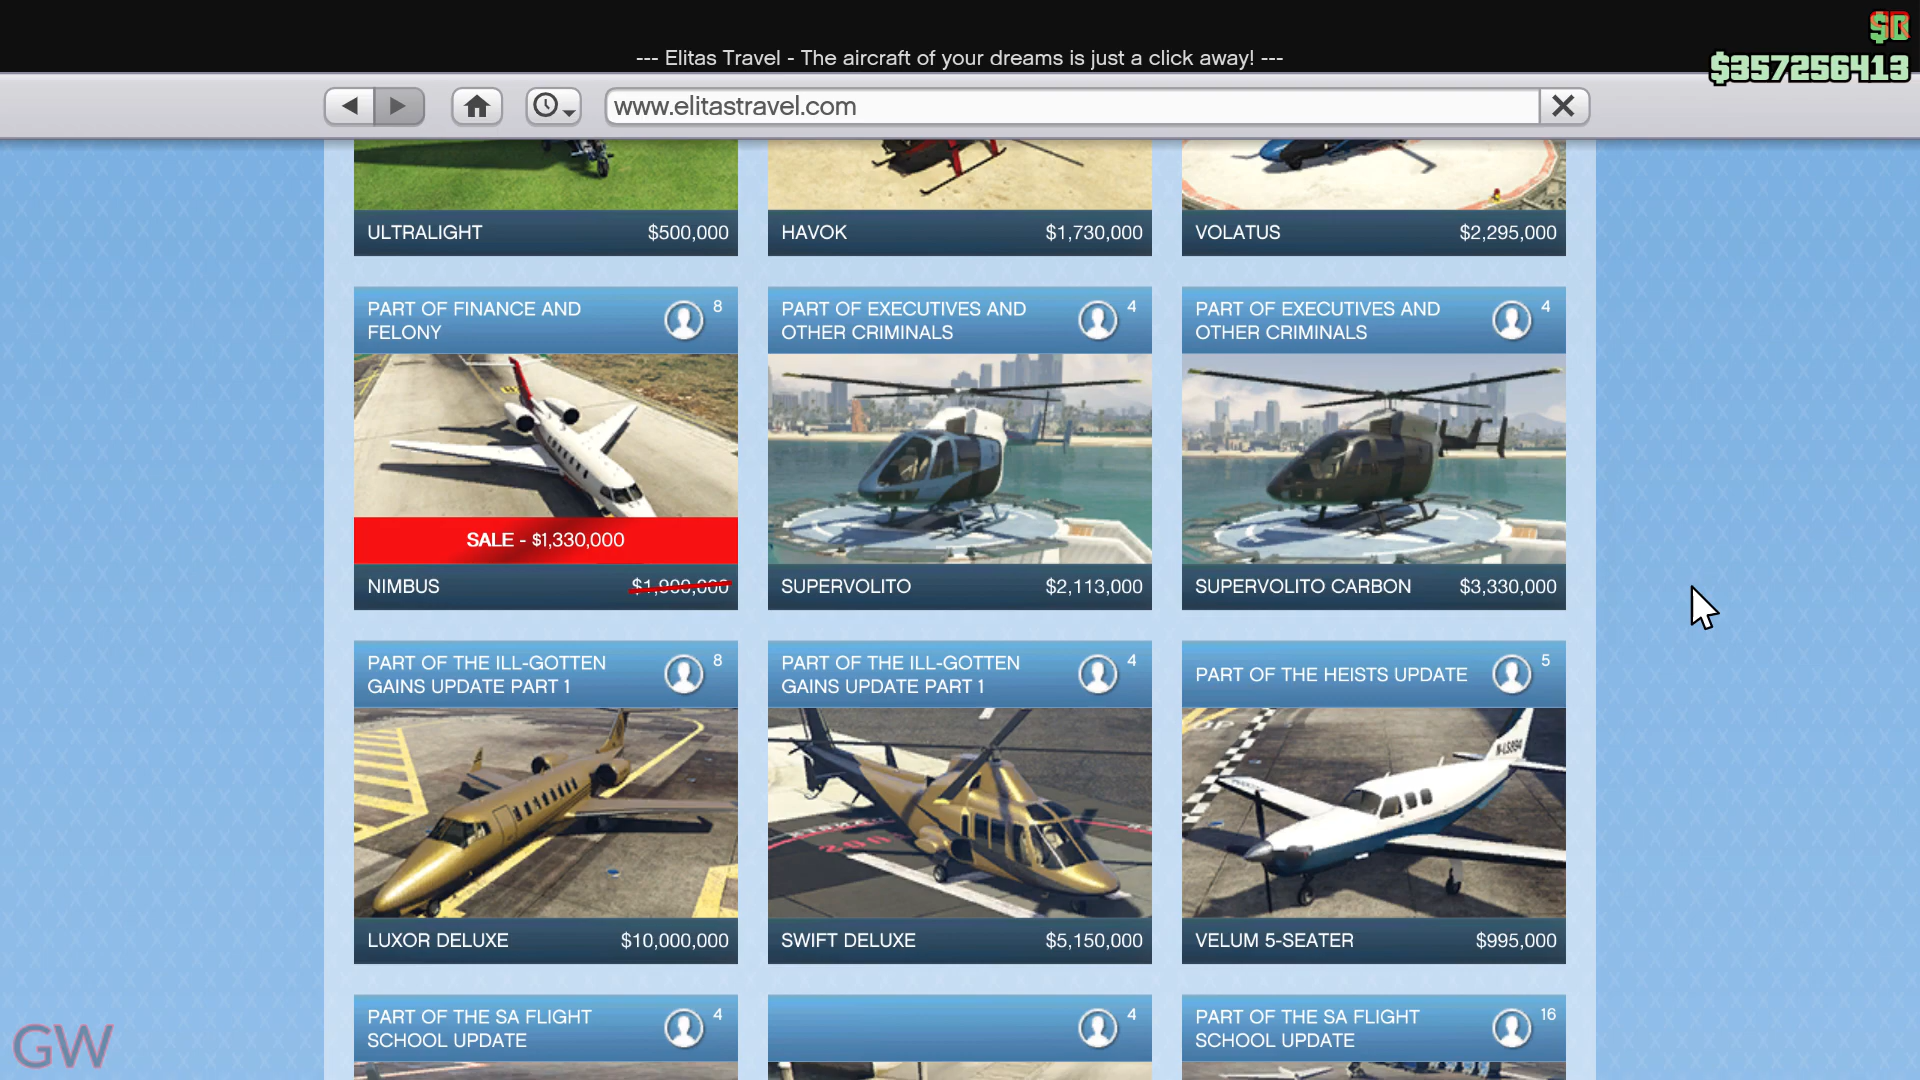 $0
--- Elitas Travel - The aircraft of your dreams is just a click away! ---
$357256413
www.elitastravel.com
ULTRALIGHT $500,000
HAVOK $1,730,000
VOLATUS $2,295,000
PART OF FINANCE AND
FELONY
8
PART OF EXECUTIVES AND
OTHER CRIMINALS
4
PART OF EXECUTIVES AND
OTHER CRIMINALS
4
SALE - $1,330,000
NIMBUS $1,900,000
SUPERVOLITO $2,113,000
SUPERVOLITO CARBON $3,330,000
PART OF THE ILL-GOTTEN
GAINS UPDATE PART 1
8
PART OF THE ILL-GOTTEN
GAINS UPDATE PART 1
4
PART OF THE HEISTS UPDATE
5
N-LS894
LUXOR DELUXE $10,000,000
SWIFT DELUXE $5,150,000
VELUM 5-SEATER $995,000
PART OF THE SA FLIGHT
SCHOOL UPDATE
4
4
PART OF THE SA FLIGHT
SCHOOL UPDATE
16
GW